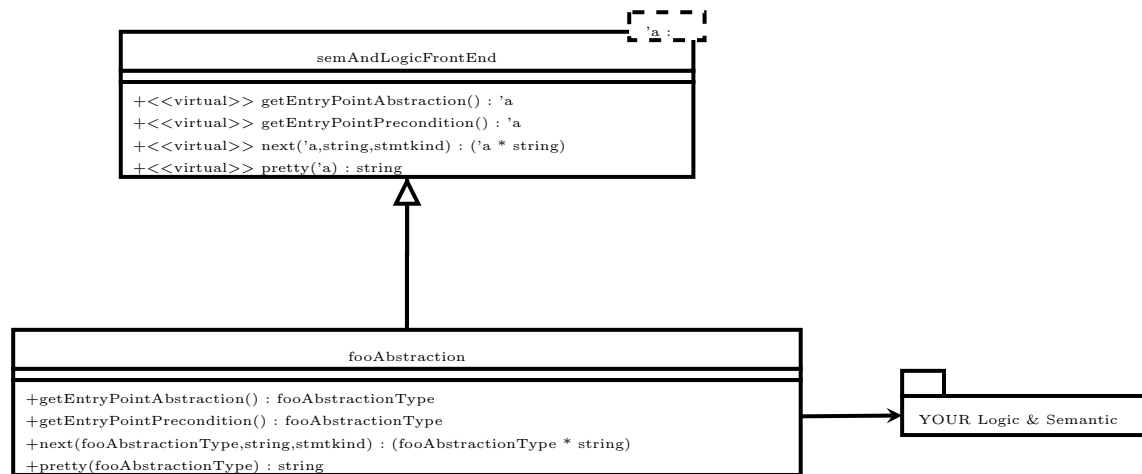 'a :
semAndLogicFrontEnd
+<<virtual>> getEntryPointAbstraction() : 'a
+<<virtual>> getEntryPointPrecondition() : 'a
+<<virtual>> next('a,string,stmtkind) : ('a * string)
+<<virtual>> pretty('a) : string
fooAbstraction
+getEntryPointAbstraction() : fooAbstractionType
+getEntryPointPrecondition() : fooAbstractionType
+next(fooAbstractionType,string,stmtkind) : (fooAbstractionType * string)
+pretty(fooAbstractionType) : string
YOUR Logic & Semantic